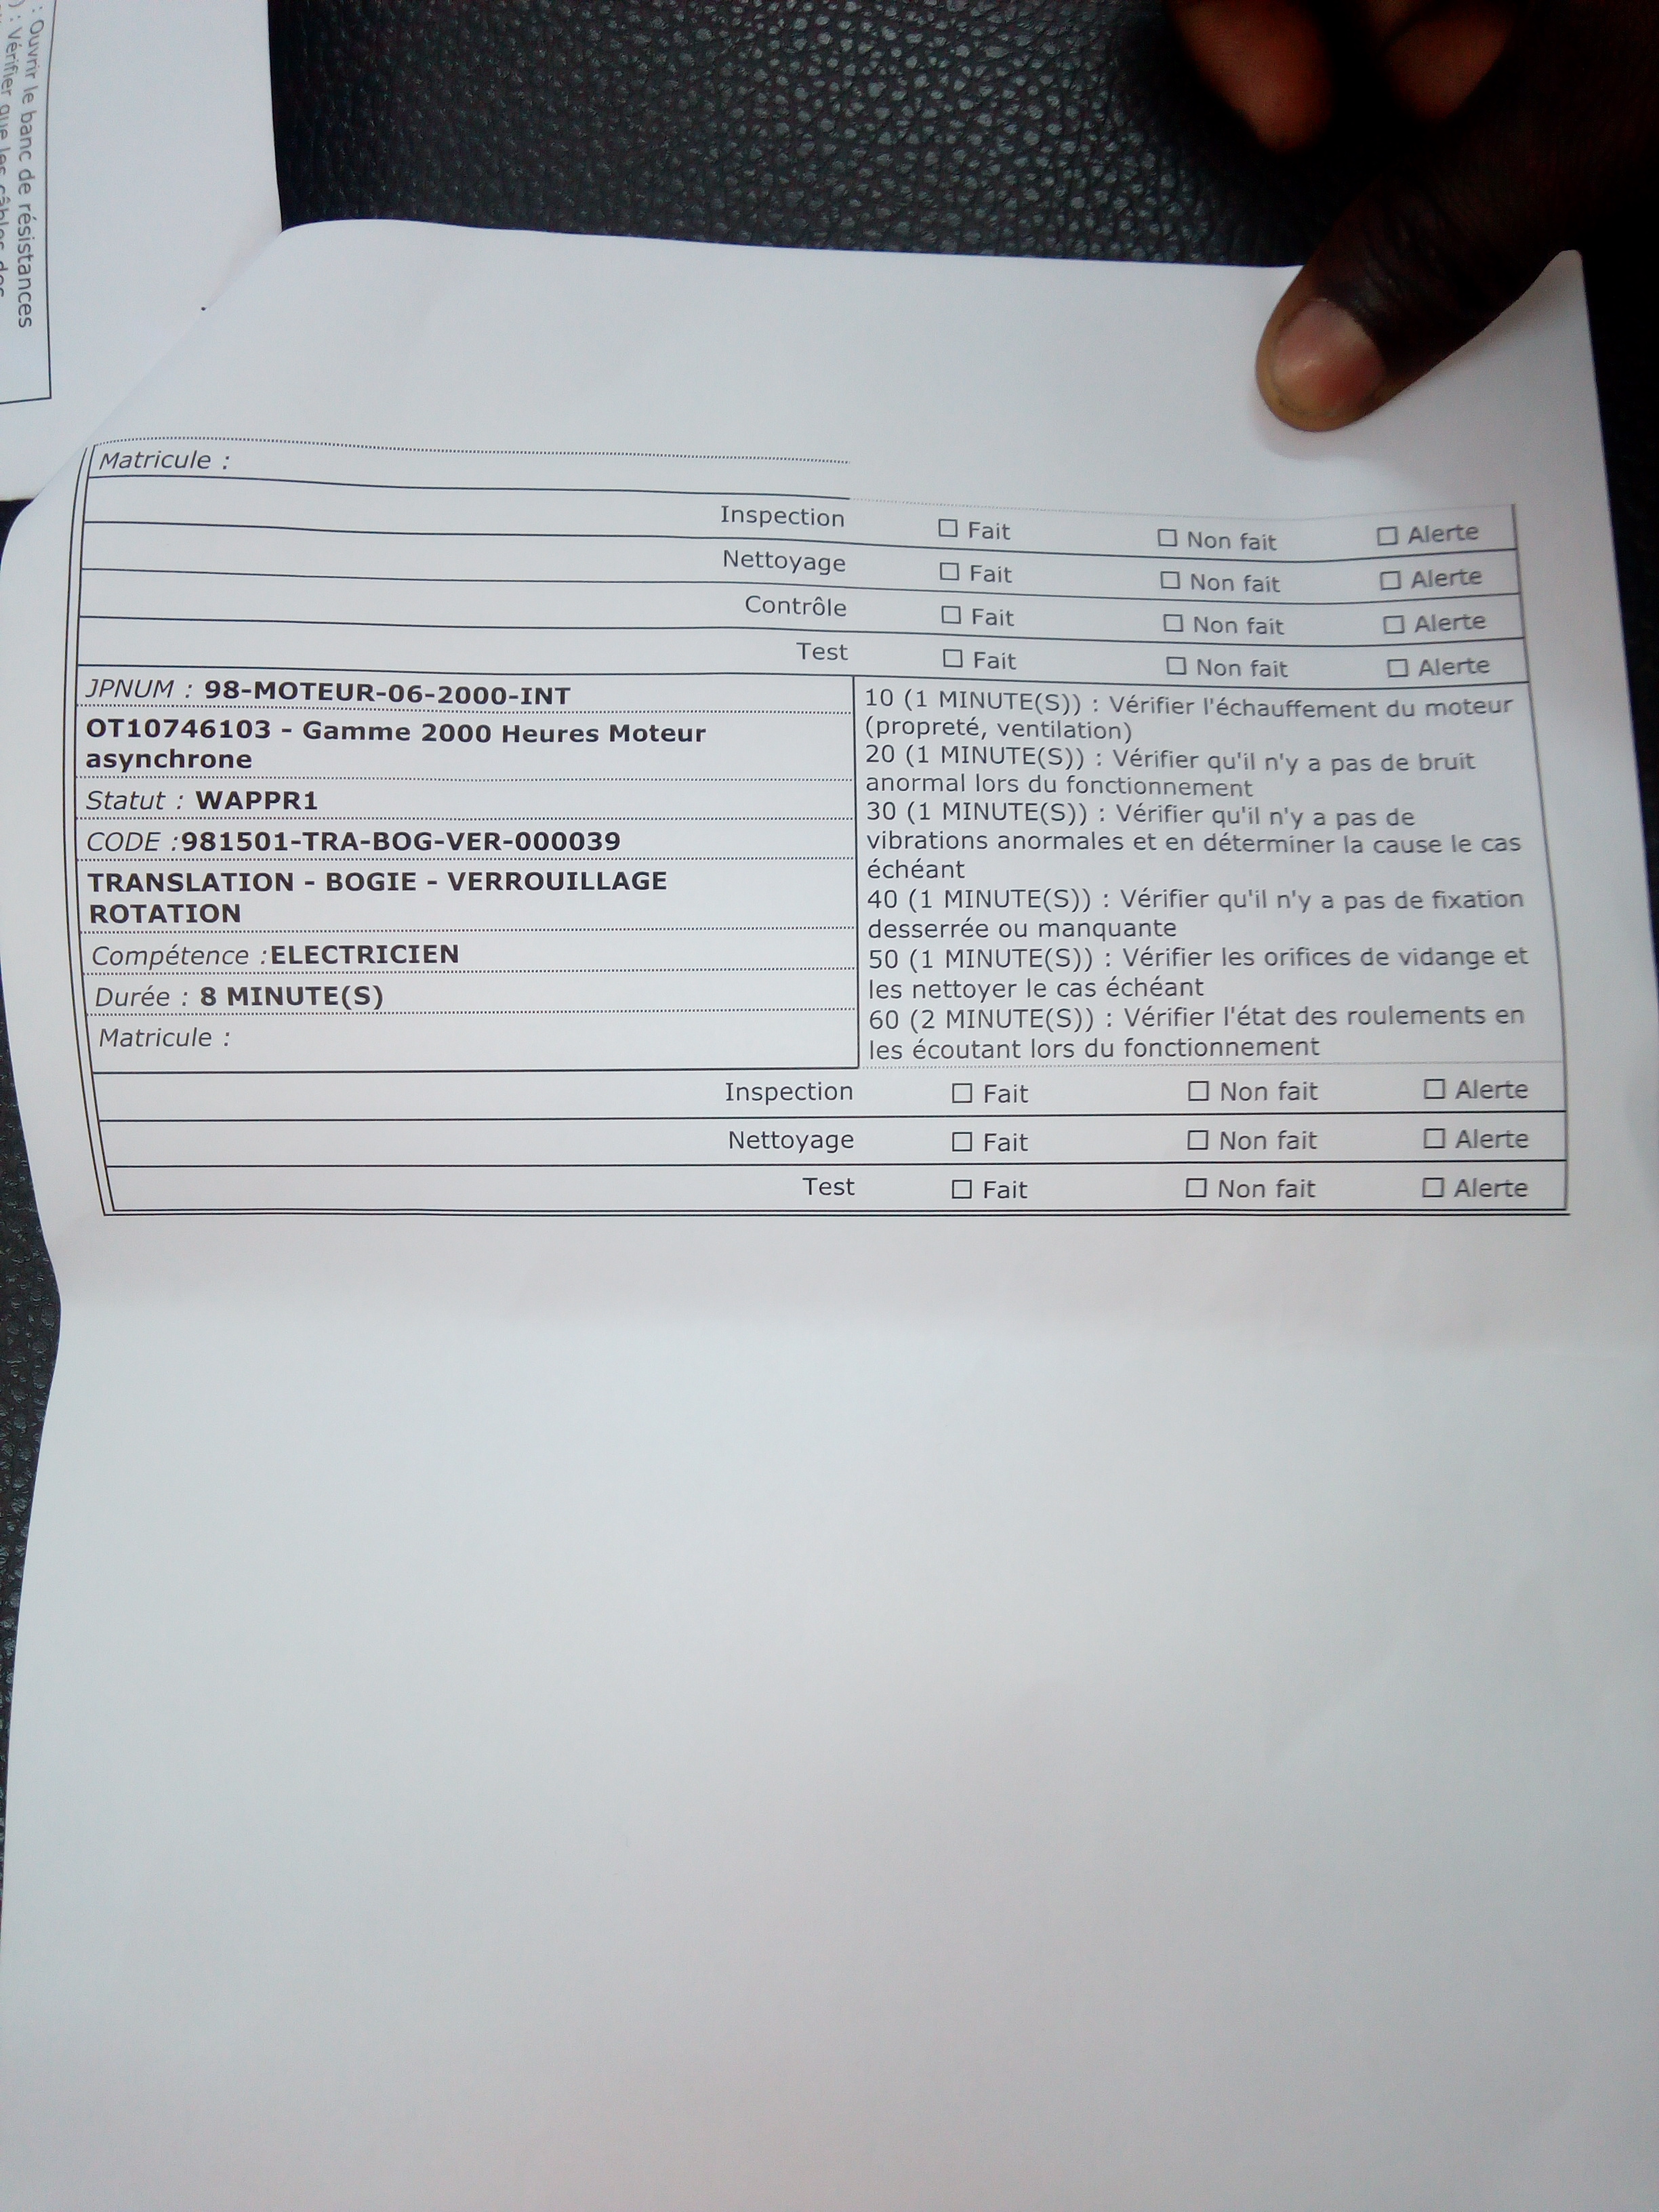 : Ouvrir le banc de résistances
) : Vérifier que les câbles des
Matricule :
Inspection ☐ Fait ☐ Non fait ☐ Alerte
Nettoyage ☐ Fait ☐ Non fait ☐ Alerte
Contrôle ☐ Fait ☐ Non fait ☐ Alerte
Test ☐ Fait ☐ Non fait ☐ Alerte
JPNUM : 98-MOTEUR-06-2000-INT
OT10746103 - Gamme 2000 Heures Moteur
asynchrone
Statut : WAPPR1
CODE :981501-TRA-BOG-VER-000039
TRANSLATION - BOGIE - VERROUILLAGE
ROTATION
Compétence :ELECTRICIEN
Durée : 8 MINUTE(S)
Matricule :
10 (1 MINUTE(S)) : Vérifier l'échauffement du moteur
(propreté, ventilation)
20 (1 MINUTE(S)) : Vérifier qu'il n'y a pas de bruit
anormal lors du fonctionnement
30 (1 MINUTE(S)) : Vérifier qu'il n'y a pas de
vibrations anormales et en déterminer la cause le cas
échéant
40 (1 MINUTE(S)) : Vérifier qu'il n'y a pas de fixation
desserrée ou manquante
50 (1 MINUTE(S)) : Vérifier les orifices de vidange et
les nettoyer le cas échéant
60 (2 MINUTE(S)) : Vérifier l'état des roulements en
les écoutant lors du fonctionnement
Inspection ☐ Fait ☐ Non fait ☐ Alerte
Nettoyage ☐ Fait ☐ Non fait ☐ Alerte
Test ☐ Fait ☐ Non fait ☐ Alerte